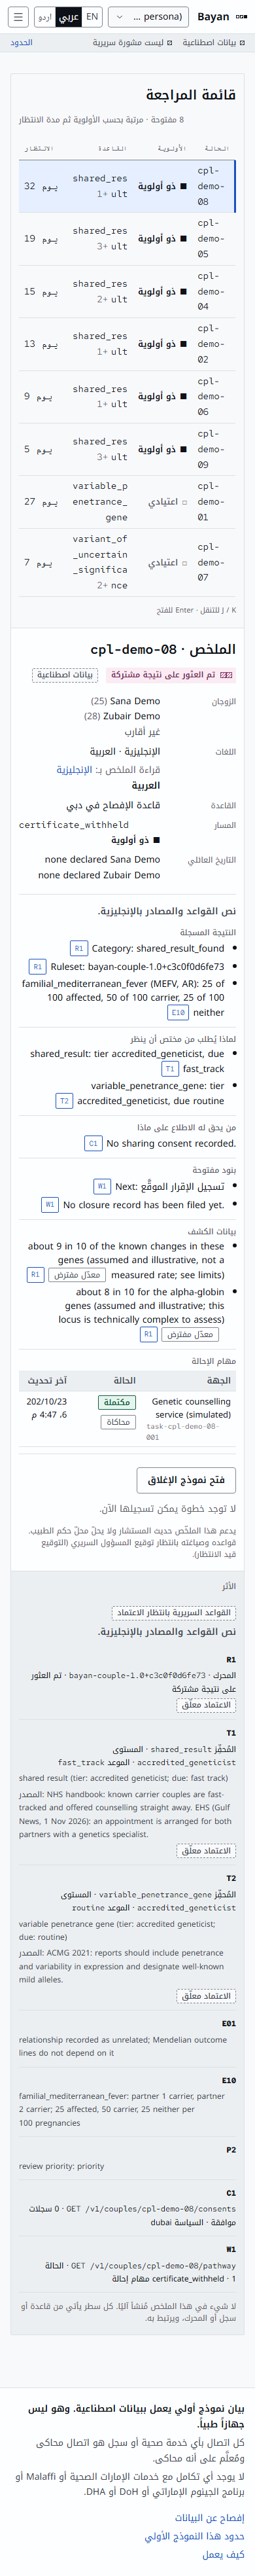 Bayan
(persona ...
EN
عربي
اردو
بيانات اصطناعية
ليست مشورة سريرية
الحدود
قائمة المراجعة
8 مفتوحة · مرتبة بحسب الأولوية ثم مدة الانتظار
الحالة الأولوية القاعدة الانتظار
cpl-demo-08 ذو أولوية shared_result +1 32 يوم
cpl-demo-05 ذو أولوية shared_result +3 19 يوم
cpl-demo-04 ذو أولوية shared_result +2 15 يوم
cpl-demo-02 ذو أولوية shared_result +1 13 يوم
cpl-demo-06 ذو أولوية shared_result +1 9 يوم
cpl-demo-09 ذو أولوية shared_result +3 5 يوم
cpl-demo-01 اعتيادي variable_penetrance_gene 27 يوم
cpl-demo-07 اعتيادي variant_of_uncertain_significance +2 7 يوم
J / K للتنقل · Enter للفتح
الملخص · cpl-demo-08
تم العثور على نتيجة مشتركة
بيانات اصطناعية
الزوجان
Sana Demo (25)
Zubair Demo (28)
غير أقارب
اللغات
الإنجليزية · العربية
قراءة الملخص بـ: الإنجليزية
العربية
القاعدة
قاعدة الإفصاح في دبي
المسار
certificate_withheld
ذو أولوية
التاريخ العائلي
none declared Sana Demo
none declared Zubair Demo
نص القواعد والمصادر بالإنجليزية.
النتيجة المسجلة
Category: shared_result_found R1
Ruleset: bayan-couple-1.0+c3c0f0d6fe73 R1
familial_mediterranean_fever (MEFV, AR): 25 of
100 affected, 50 of 100 carrier, 25 of 100
neither E10
لماذا يُطلب من مختص أن ينظر
shared_result: tier accredited_geneticist, due
fast_track T1
variable_penetrance_gene: tier
accredited_geneticist, due routine T2
من يحق له الاطلاع على ماذا
No sharing consent recorded. C1
بنود مفتوحة
Next: تسجيل الإقرار الموقَّع W1
No closure record has been filed yet. W1
بيانات الكشف
about 9 in 10 of the known changes in these
genes (assumed and illustrative, not a
measured rate; see limits) معدّل مفترض R1
about 8 in 10 for the alpha-globin
genes (assumed and illustrative; this
locus is technically complex to assess)
معدّل مفترض R1
مهام الإحالة
الجهة الحالة آخر تحديث
Genetic counselling
service (simulated)
task-cpl-demo-08-
001
مكتملة
محاكاة
202/10/23
6، 4:47 م
فتح نموذج الإغلاق
لا توجد خطوة يمكن تسجيلها الآن.
يدعم هذا الملخّص حديث المستشار ولا يحلّ محلّ حكم الطبيب.
قواعده وصياغته بانتظار توقيع المسؤول السريري (التوقيع
قيد الانتظار).
الأثر
القواعد السريرية بانتظار الاعتماد
نص القواعد والمصادر بالإنجليزية.
R1
المحرك bayan-couple-1.0+c3c0f0d6fe73 · تم العثور
على نتيجة مشتركة
الاعتماد معلّق
T1
المُحفّز shared_result · المستوى
accredited_geneticist · الموعد fast_track
shared result (tier: accredited geneticist; due: fast track)
المصدر: NHS handbook: known carrier couples are fast-
tracked and offered counselling straight away. EHS (Gulf
News, 1 Nov 2026): an appointment is arranged for both
partners with a genetics specialist.
الاعتماد معلّق
T2
المُحفّز variable_penetrance_gene · المستوى
accredited_geneticist · الموعد routine
variable penetrance gene (tier: accredited geneticist;
due: routine)
المصدر: ACMG 2021: reports should include penetrance
and variability in expression and designate well-known
mild alleles.
الاعتماد معلّق
E01
relationship recorded as unrelated; Mendelian outcome
lines do not depend on it
E10
familial_mediterranean_fever: partner 1 carrier, partner
2 carrier; 25 affected, 50 carrier, 25 neither per
100 pregnancies
P2
review priority: priority
C1
GET /v1/couples/cpl-demo-08/consents · 0 سجلات
موافقة · السياسة dubai
W1
GET /v1/couples/cpl-demo-08/pathway · الحالة
certificate_withheld · 1 مهام إحالة
لا شيء في هذا الملخص مُنشأ آليًا. كل سطر يأتي من قاعدة أو
سجل أو المحرك، ويرتبط به.
بيان نموذج أولي يعمل ببيانات اصطناعية. وهو ليس
جهازاً طبياً.
كل اتصال بأي خدمة صحية أو سجل هو اتصال محاكى
ومُعلَّم على أنه محاكى.
لا يوجد أي تكامل مع خدمات الإمارات الصحية أو Malaffi أو
برنامج الجينوم الإماراتي أو DoH أو DHA.
إفصاح عن البيانات
حدود هذا النموذج الأولي
كيف يعمل